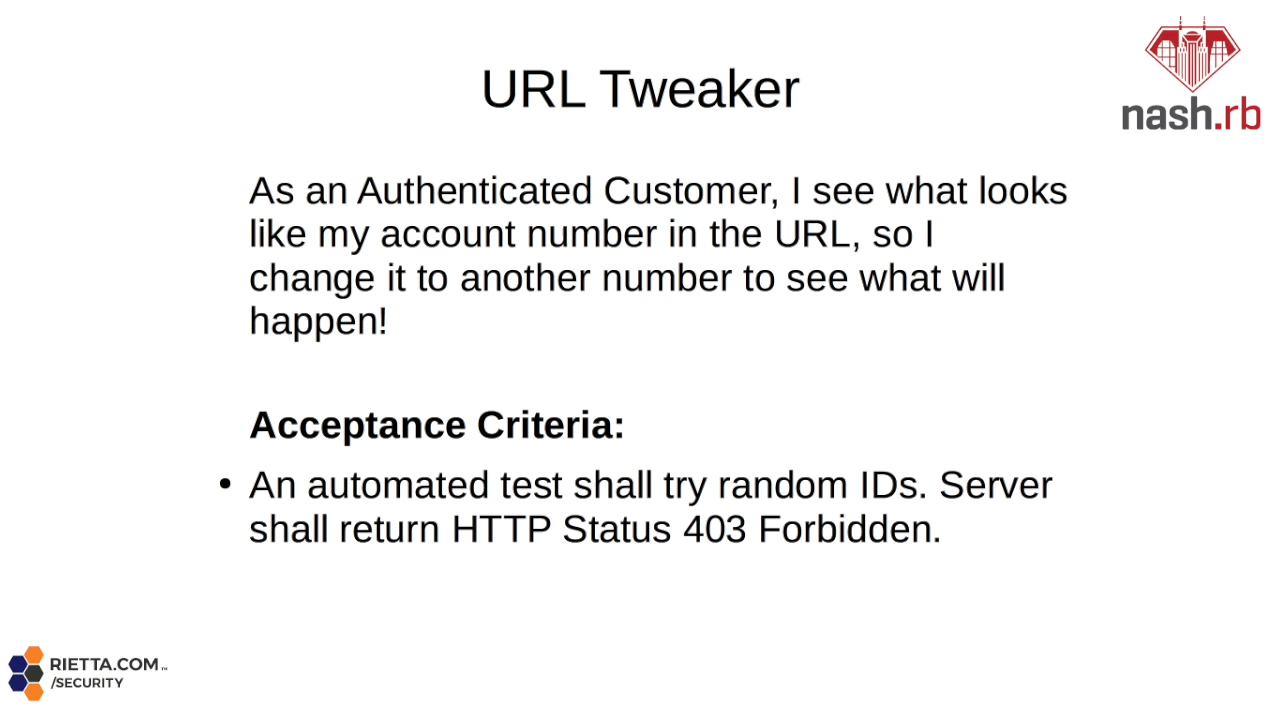 URL Tweaker
nash.rb
As an Authenticated Customer, I see what looks
like my account number in the URL, so I
change it to another number to see what will
happen!
Acceptance Criteria:
• An automated test shall try random IDs. Server
shall return HTTP Status 403 Forbidden.
RIETTA.COM™
/SECURITY